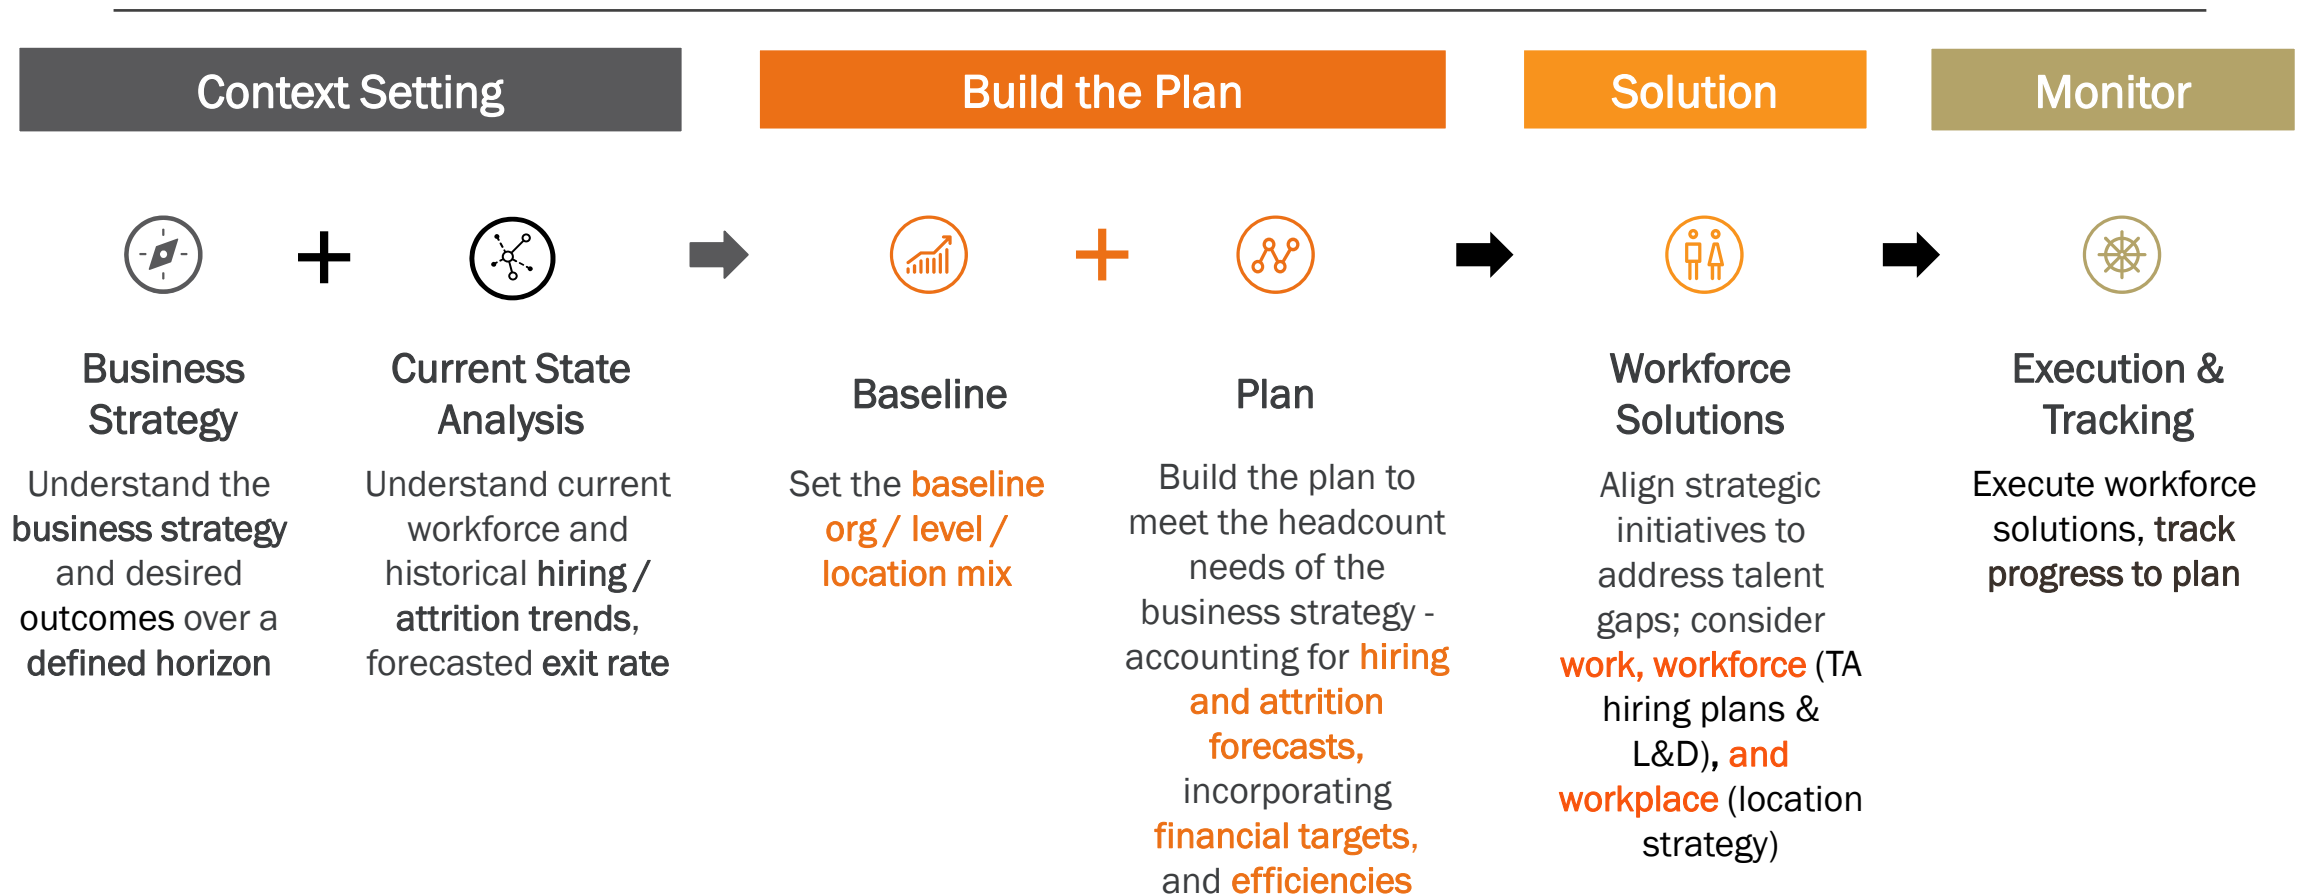 Context Setting
Build the Plan
Solution
Monitor
Business
Strategy
Understand the
business strategy
and desired
outcomes over a
defined horizon
Current State
Analysis
Understand current
workforce and
historical hiring /
attrition trends,
forecasted exit rate
Baseline
Set the baseline
org / level /
location mix
Plan
Build the plan to
meet the headcount
needs of the
business strategy -
accounting for hiring
and attrition
forecasts,
incorporating
financial targets,
and efficiencies
Workforce
Solutions
Align strategic
initiatives to
address talent
gaps; consider
work, workforce (TA
hiring plans &
L&D), and
workplace (location
strategy)
Execution &
Tracking
Execute workforce
solutions, track
progress to plan